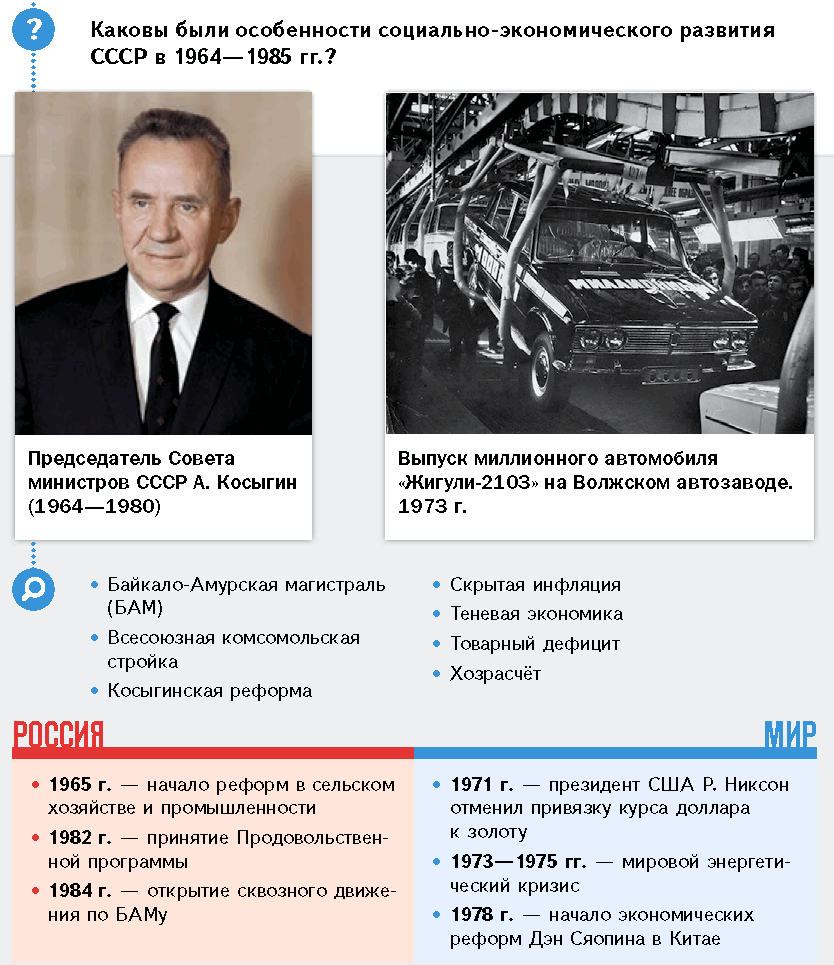 ?
Каковы были особенности социально-экономического развития
СССР в 1964—1985 гг.?
Председатель Совета
министров СССР А. Косыгин
(1964—1980)
Выпуск миллионного автомобиля
«Жигули-2103» на Волжском автозаводе.
1973 г.
• Байкало-Амурская магистраль
(БАМ)
• Всесоюзная комсомольская
стройка
• Косыгинская реформа
• Скрытая инфляция
• Теневая экономика
• Товарный дефицит
• Хозрасчёт
РОССИЯ
• 1965 г. — начало реформ в сельском
хозяйстве и промышленности
• 1982 г. — принятие Продовольствен-
ной программы
• 1984 г. — открытие сквозного движе-
ния по БАМу
МИР
• 1971 г. — президент США Р. Никсон
отменил привязку курса доллара
к золоту
• 1973—1975 гг. — мировой энергети-
ческий кризис
• 1978 г. — начало экономических
реформ Дэн Сяопина в Китае